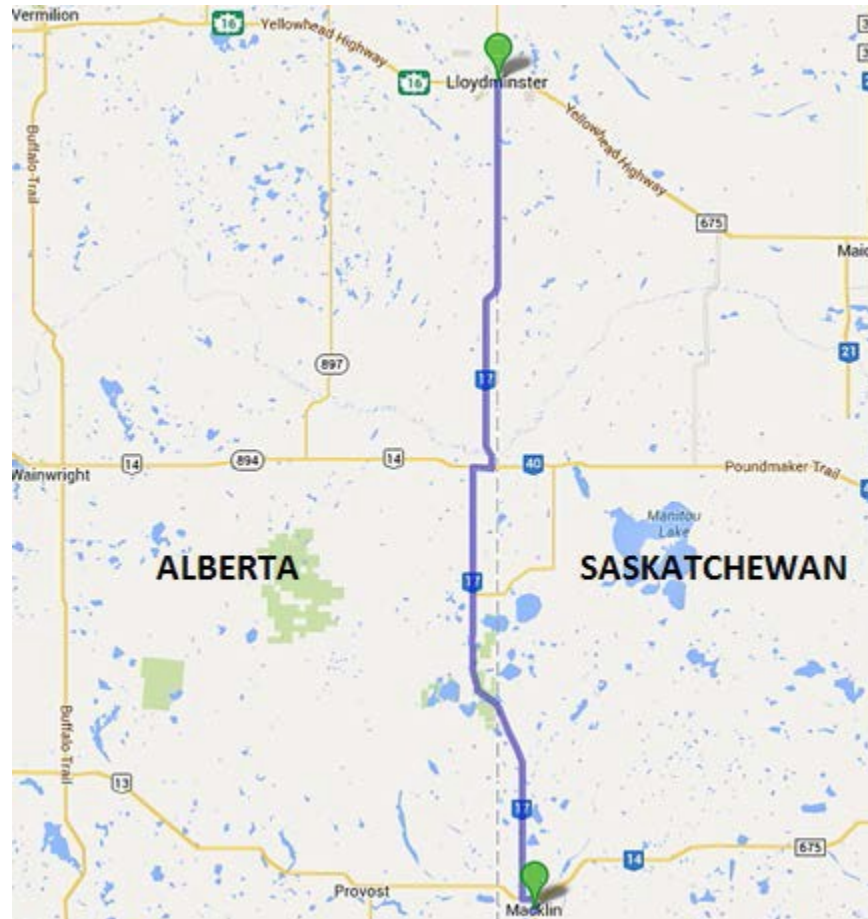 Vermilion
16
Yellowhead Highway
16
Lloydminster
Yellowhead Highway
Buffalo Trail
675
Maid
21
897
17
Wainwright
14
894
14
40
Poundmaker Trail
Manitou
Lake
ALBERTA
SASKATCHEWAN
17
Buffalo Trail
13
17
675
14
Provost
Macklin